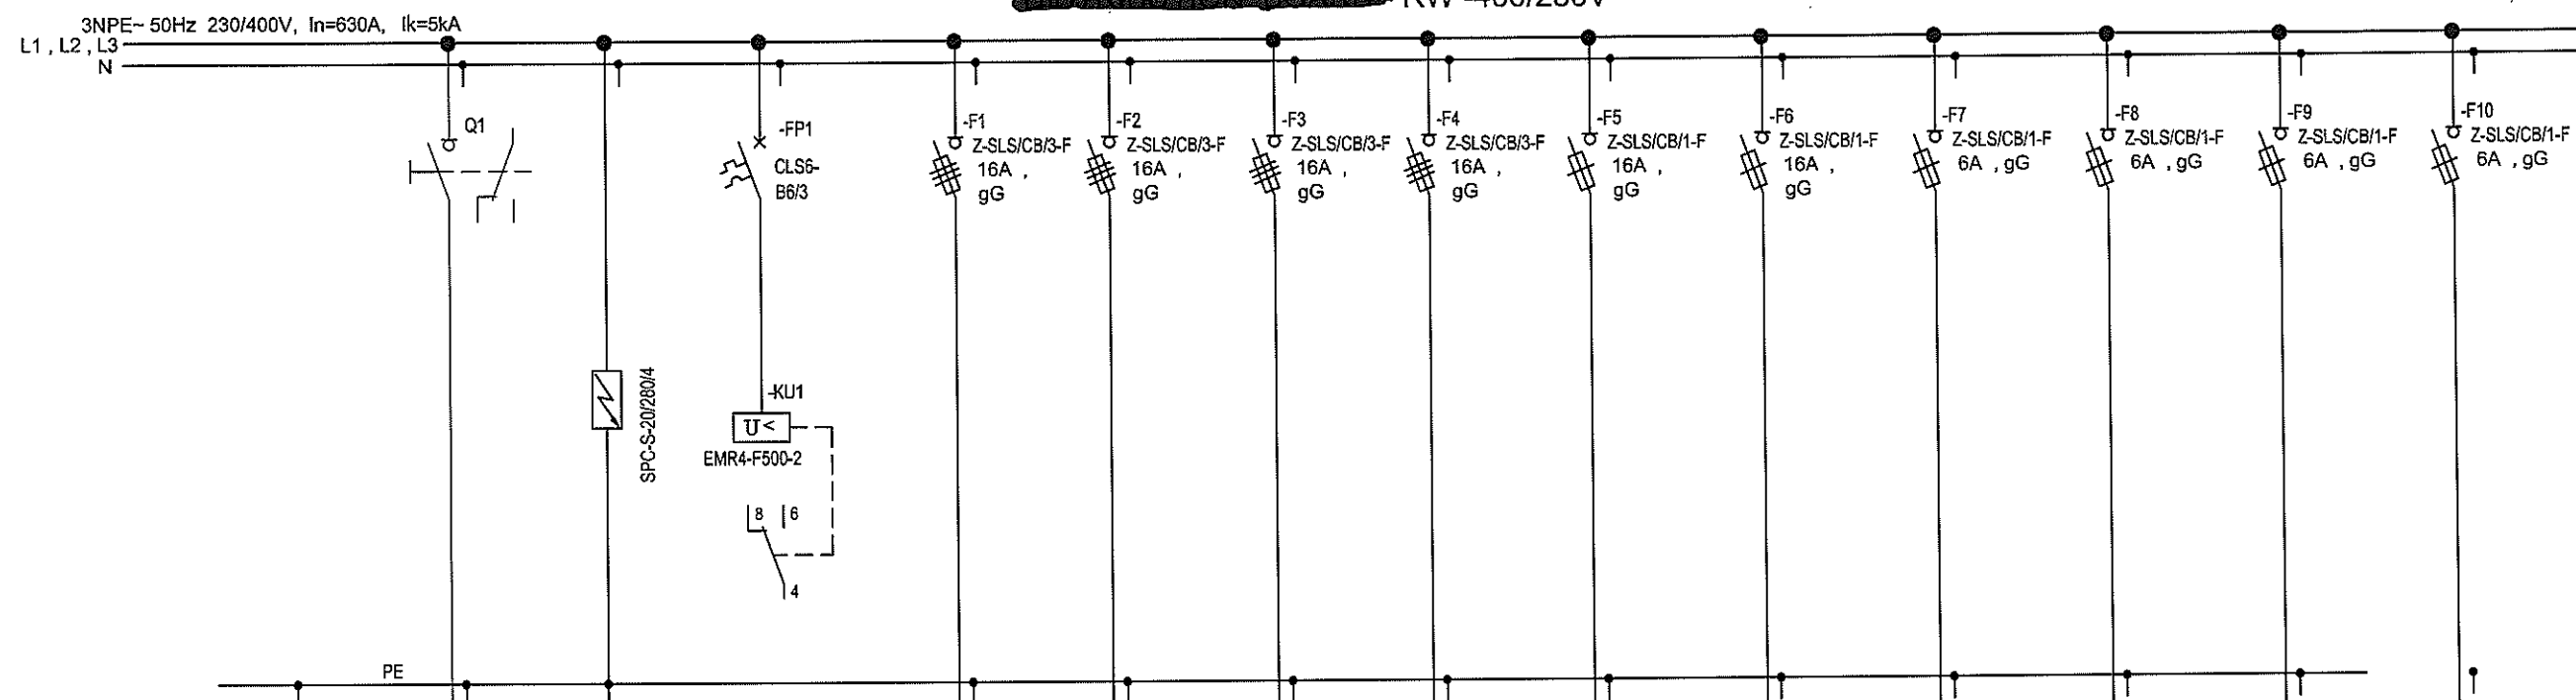 3NPE~ 50Hz 230/400V, In=630A, Ik=5kA
L1 , L2 , L3
N
Q1
SPC-S-20/280/4
-FP1
CLS6-
B6/3
-KU1
U<
EMR4-F500-2
8 6
4
-F1
Z-SLS/CB/3-F
16A ,
gG
-F2
Z-SLS/CB/3-F
16A ,
gG
-F3
Z-SLS/CB/3-F
16A ,
gG
-F4
Z-SLS/CB/3-F
16A ,
gG
-F5
Z-SLS/CB/1-F
16A ,
gG
-F6
Z-SLS/CB/1-F
16A ,
gG
-F7
Z-SLS/CB/1-F
6A , gG
-F8
Z-SLS/CB/1-F
6A , gG
-F9
Z-SLS/CB/1-F
6A , gG
-F10
Z-SLS/CB/1-F
6A , gG
PE